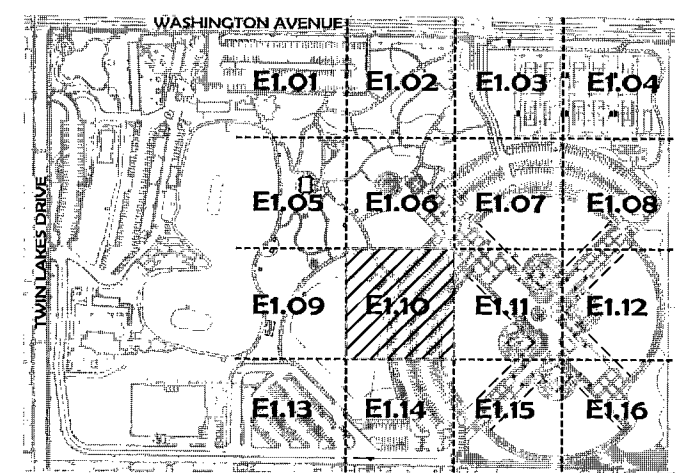 WASHINGTON AVENUE
E1.01 E1.02 E1.03 E1.04
TWIN LAKES DRIVE
E1.05 E1.06 E1.07 E1.08
E1.09 E1.10 E1.11 E1.12
E1.13 E1.14 E1.15 E1.16